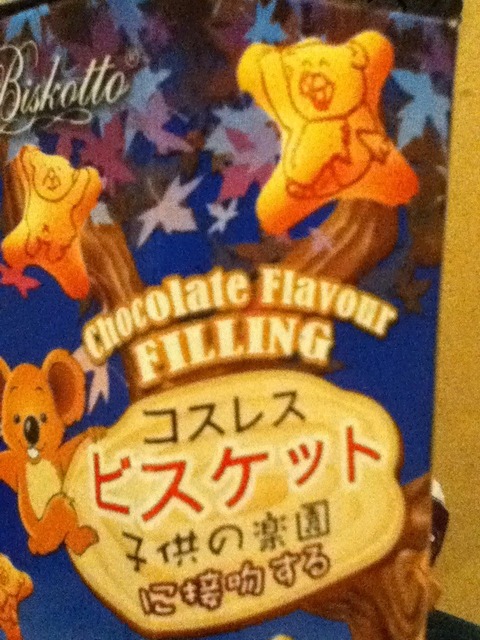 Biskotto®
Chocolate Flavour
FILLING
コスレス
ビスケット
子供の楽園
に接吻する